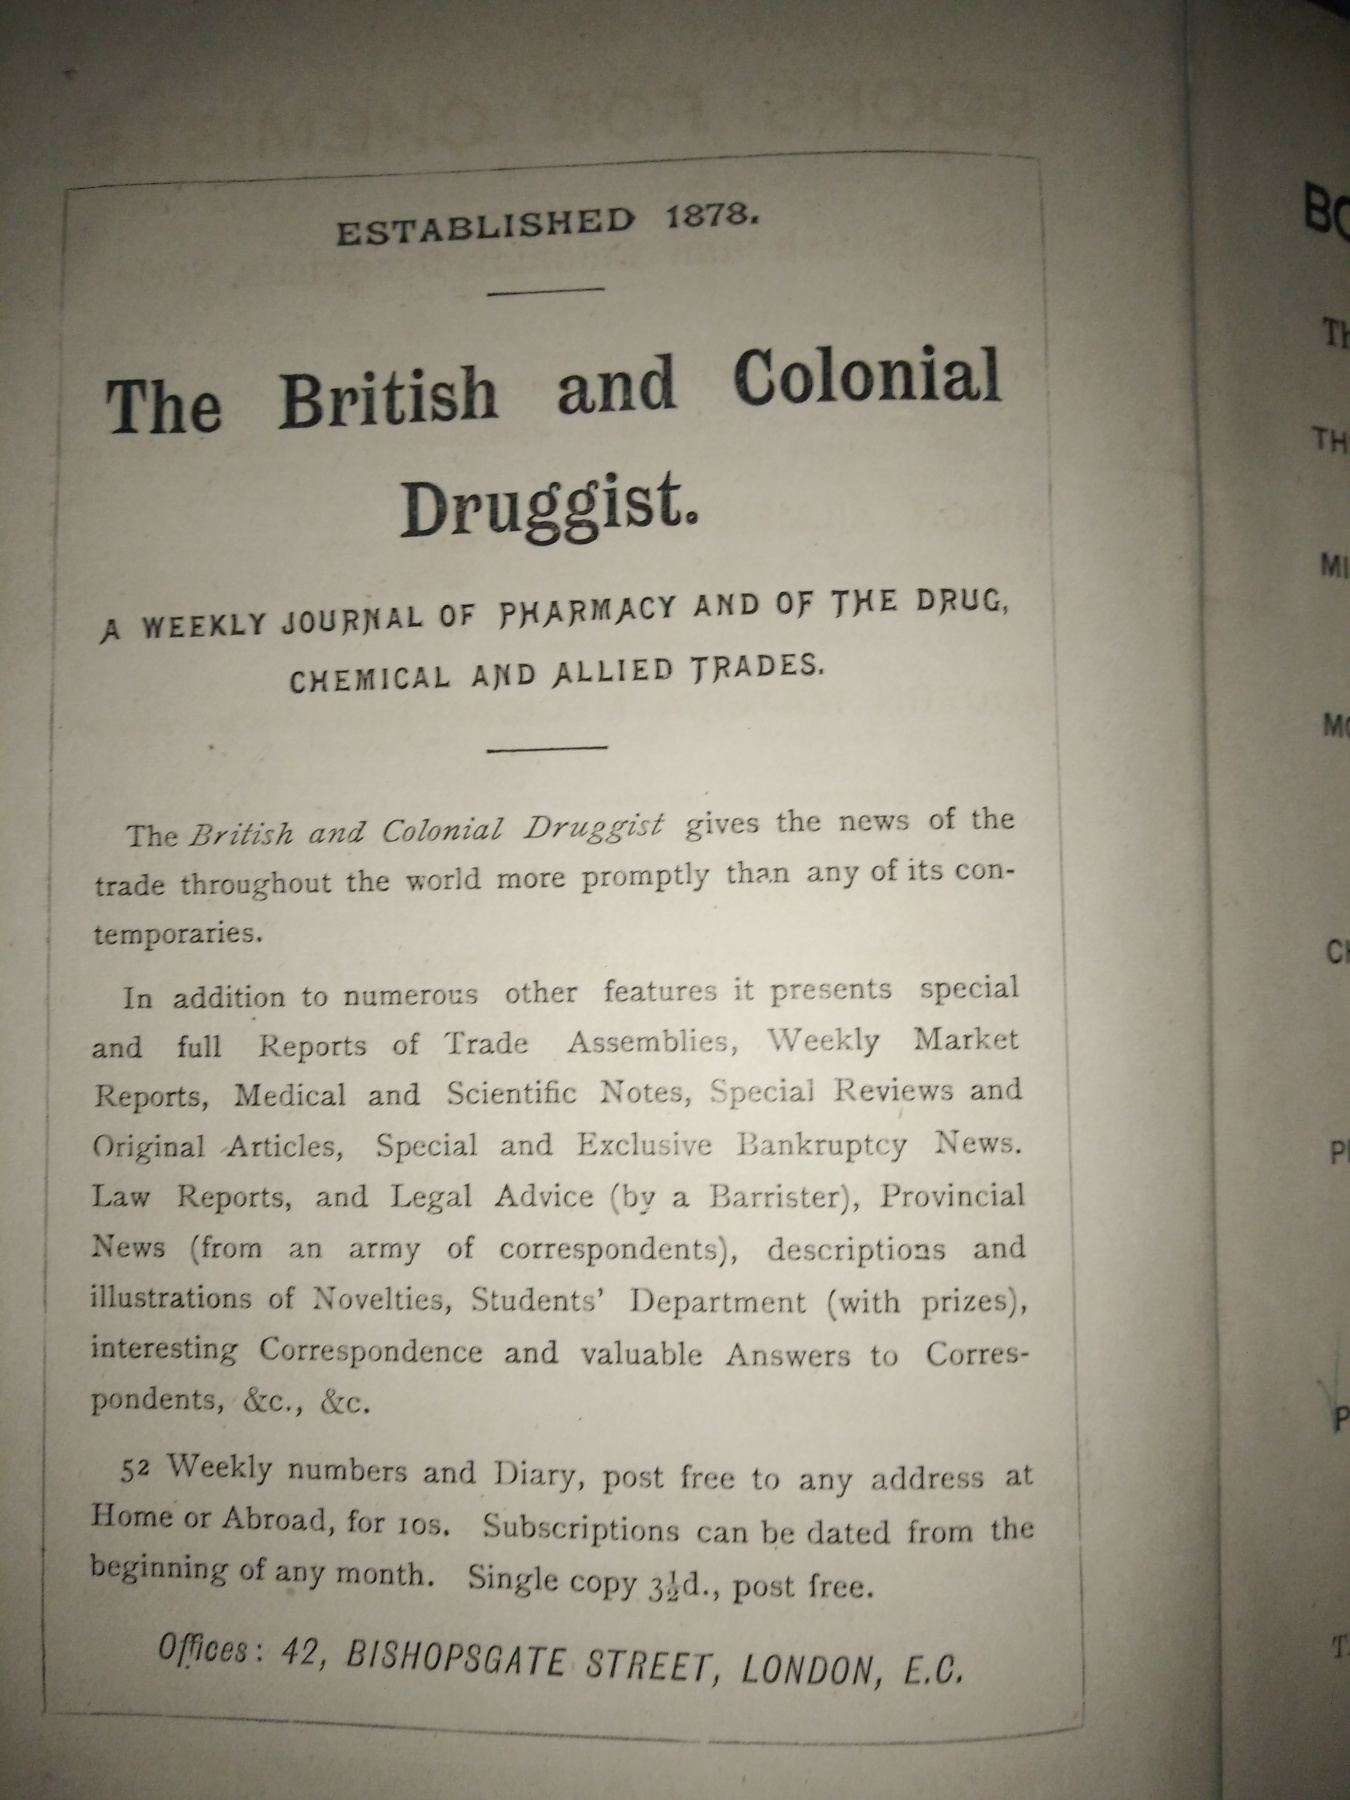 ESTABLISHED 1878.
The British and Colonial
Druggist.
A WEEKLY JOURNAL OF PHARMACY AND OF THE DRUG,
CHEMICAL AND ALLIED TRADES.
The British and Colonial Druggist gives the news of the
trade throughout the world more promptly than any of its con-
temporaries.
In addition to numerous other features it presents special
and full Reports of Trade Assemblies, Weekly Market
Reports, Medical and Scientific Notes, Special Reviews and
Original Articles, Special and Exclusive Bankruptcy News.
Law Reports, and Legal Advice (by a Barrister), Provincial
News (from an army of correspondents), descriptions and
illustrations of Novelties, Students' Department (with prizes),
interesting Correspondence and valuable Answers to Corres-
pondents, &c., &c.
52 Weekly numbers and Diary, post free to any address at
Home or Abroad, for 10s. Subscriptions can be dated from the
beginning of any month. Single copy 3½d., post free.
Offices: 42, BISHOPSGATE STREET, LONDON, E.C.